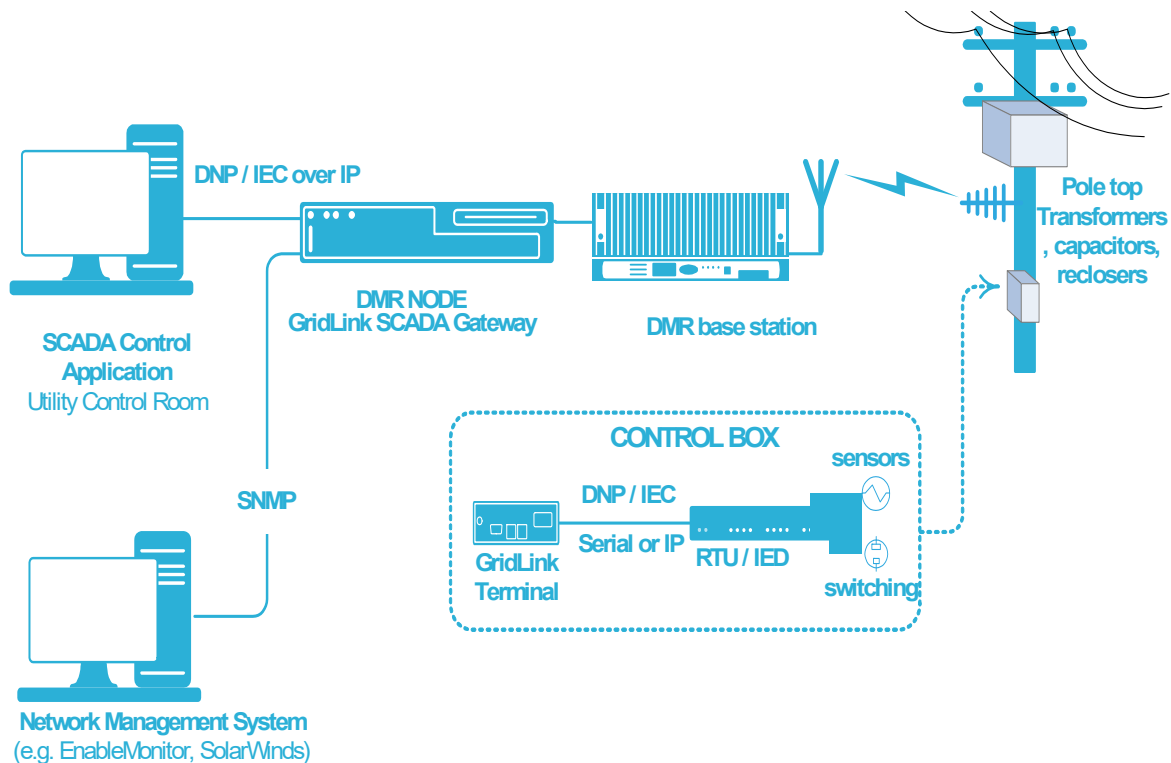 DNP / IEC over IP
Pole top
Transformers
, capacitors,
reclosers
DMR NODE
GridLink SCADA Gateway
DMR base station
SCADA Control
Application
Utility Control Room
CONTROL BOX
sensors
DNP / IEC
Serial or IP
GridLink
Terminal
RTU / IED
switching
SNMP
Network Management System
(e.g. EnableMonitor, SolarWinds)